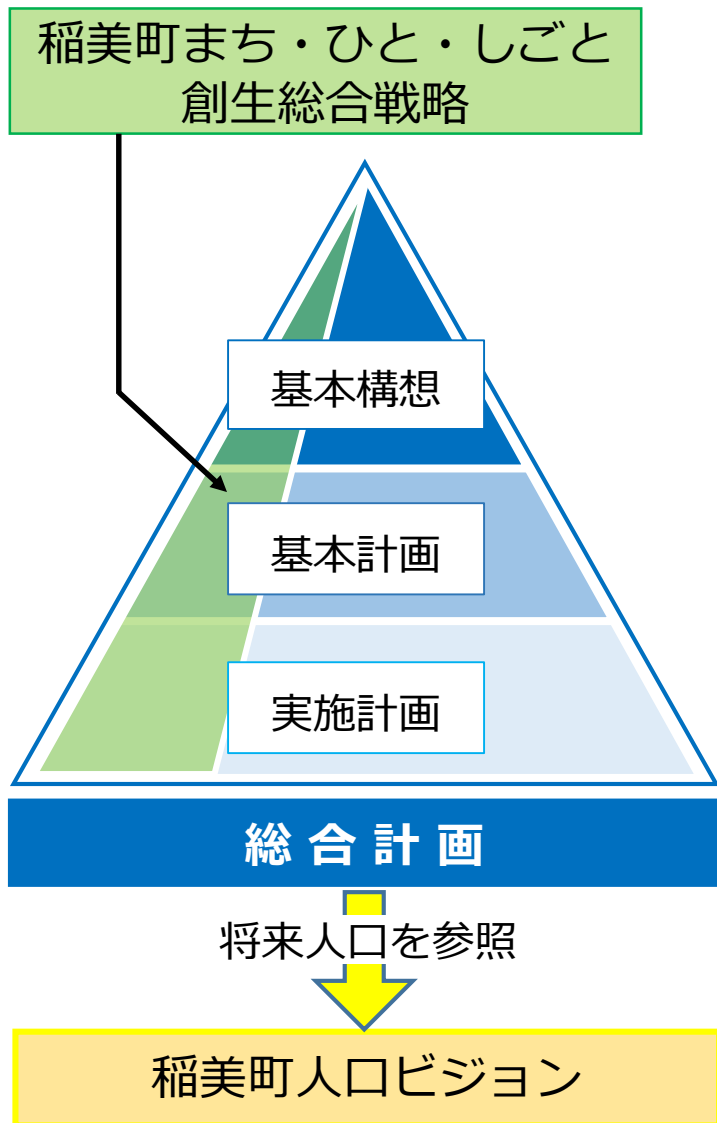 稲美町まち・ひと・しごと
創生総合戦略
基本構想
基本計画
実施計画
総合計画
将来人口を参照
稲美町人口ビジョン